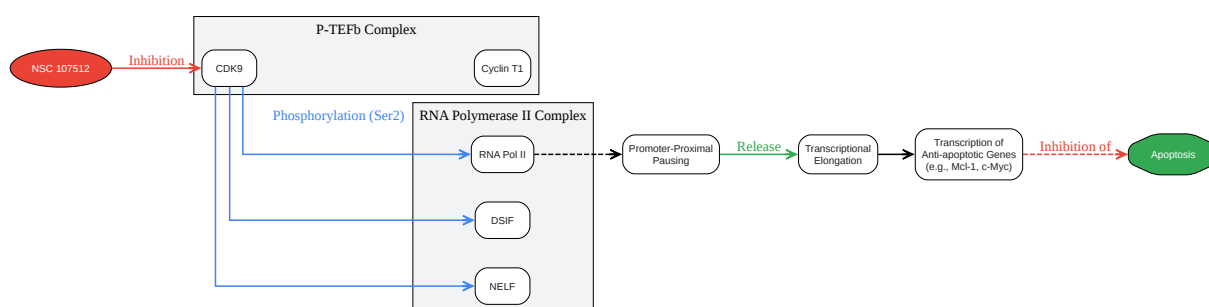 P-TEFb Complex
NSC 107512
Inhibition
CDK9
Cyclin T1
Phosphorylation (Ser2)
RNA Polymerase II Complex
RNA Pol II
Promoter-Proximal
Pausing
Release
Transcriptional
Elongation
Transcription of
Anti-apoptotic Genes
(e.g., Mcl-1, c-Myc)
Inhibition of
Apoptosis
DSIF
NELF